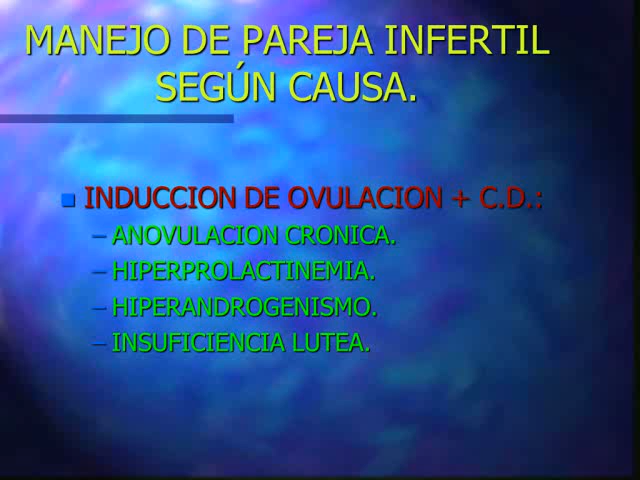 MANEJO DE PAREJA INFERTIL
SEGÚN CAUSA.
INDUCCION DE OVULACION + C.D.:
– ANOVULACION CRONICA.
– HIPERPROLACTINEMIA.
– HIPERANDROGENISMO.
– INSUFICIENCIA LUTEA.